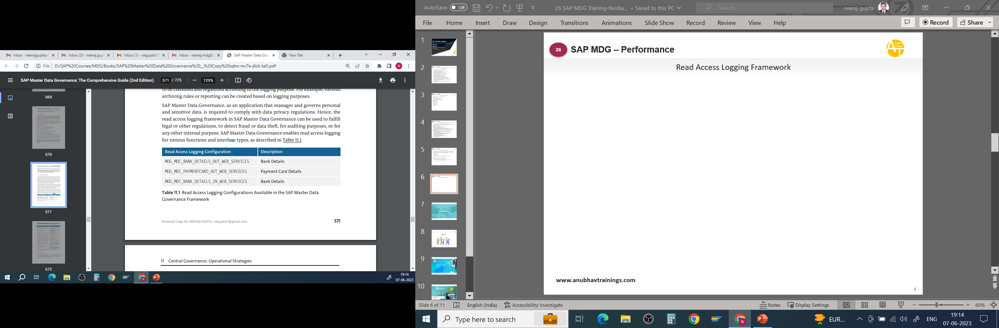 Inbox - neerajguptapr
Inbox (3) - neeraj.gup
Inbox (1) - negupta7@
Inbox - neeraj.mdg@
SAP Master Data Gov
New Tab
File
D:/SAP%20Courses/MDG/Books/SAP%20Master%20Data%20Governance%20__%20Copy%20sqhn-mv7e-j6ck-ta5i.pdf
N
SAP Master Data Governance: The Comprehensive Guide (2nd Edition)
571 / 775
125%
569
570
571
572
to be classified and organized according to the logging purpose. For example, various
archiving rules or reporting can be created based on logging purposes.
SAP Master Data Governance, as an application that manages and governs personal
and sensitive data, is required to comply with data privacy regulations. Hence, the
read access logging framework in SAP Master Data Governance can be used to fulfill
legal or other regulations, to detect fraud or data theft, for auditing purposes, or for
any other internal purpose. SAP Master Data Governance enables read access logging
for various functions and interface types, as described in Table 11.1.
Read Access Logging Configuration Description
MDG_MDC_BANK_DETAILS_OUT_WEB_SERVICES Bank Details
MDG_MDC_PAYMENTCARD_OUT_WEB_SERVICES Payment Card Details
MDG_MDC_BANK_DETAILS_IN_WEB_SERVICES Bank Details
Table 11.1 Read Access Logging Configurations Available in the SAP Master Data
Governance Framework
Personal Copy for NEERAJ GUPTA, negupta7@gmail.com
571
11 Central Governance: Operational Strategies
19:14
07-06-2023
AutoSave Off
26 SAP MDG Training-Nvidia... • Saved to this PC
Search
neeraj gupta
File Home Insert Draw Design Transitions Animations Slide Show Record Review View Help
Record
Share
1
2
3
4
5
6
7
8
9
10
26 SAP MDG – Performance
Read Access Logging Framework
www.anubhavtrainings.com
6
Slide 6 of 11
English (India)
Accessibility: Investigate
Notes
Display Settings
80%
Type here to search
EUR...
ENG
19:14
07-06-2023